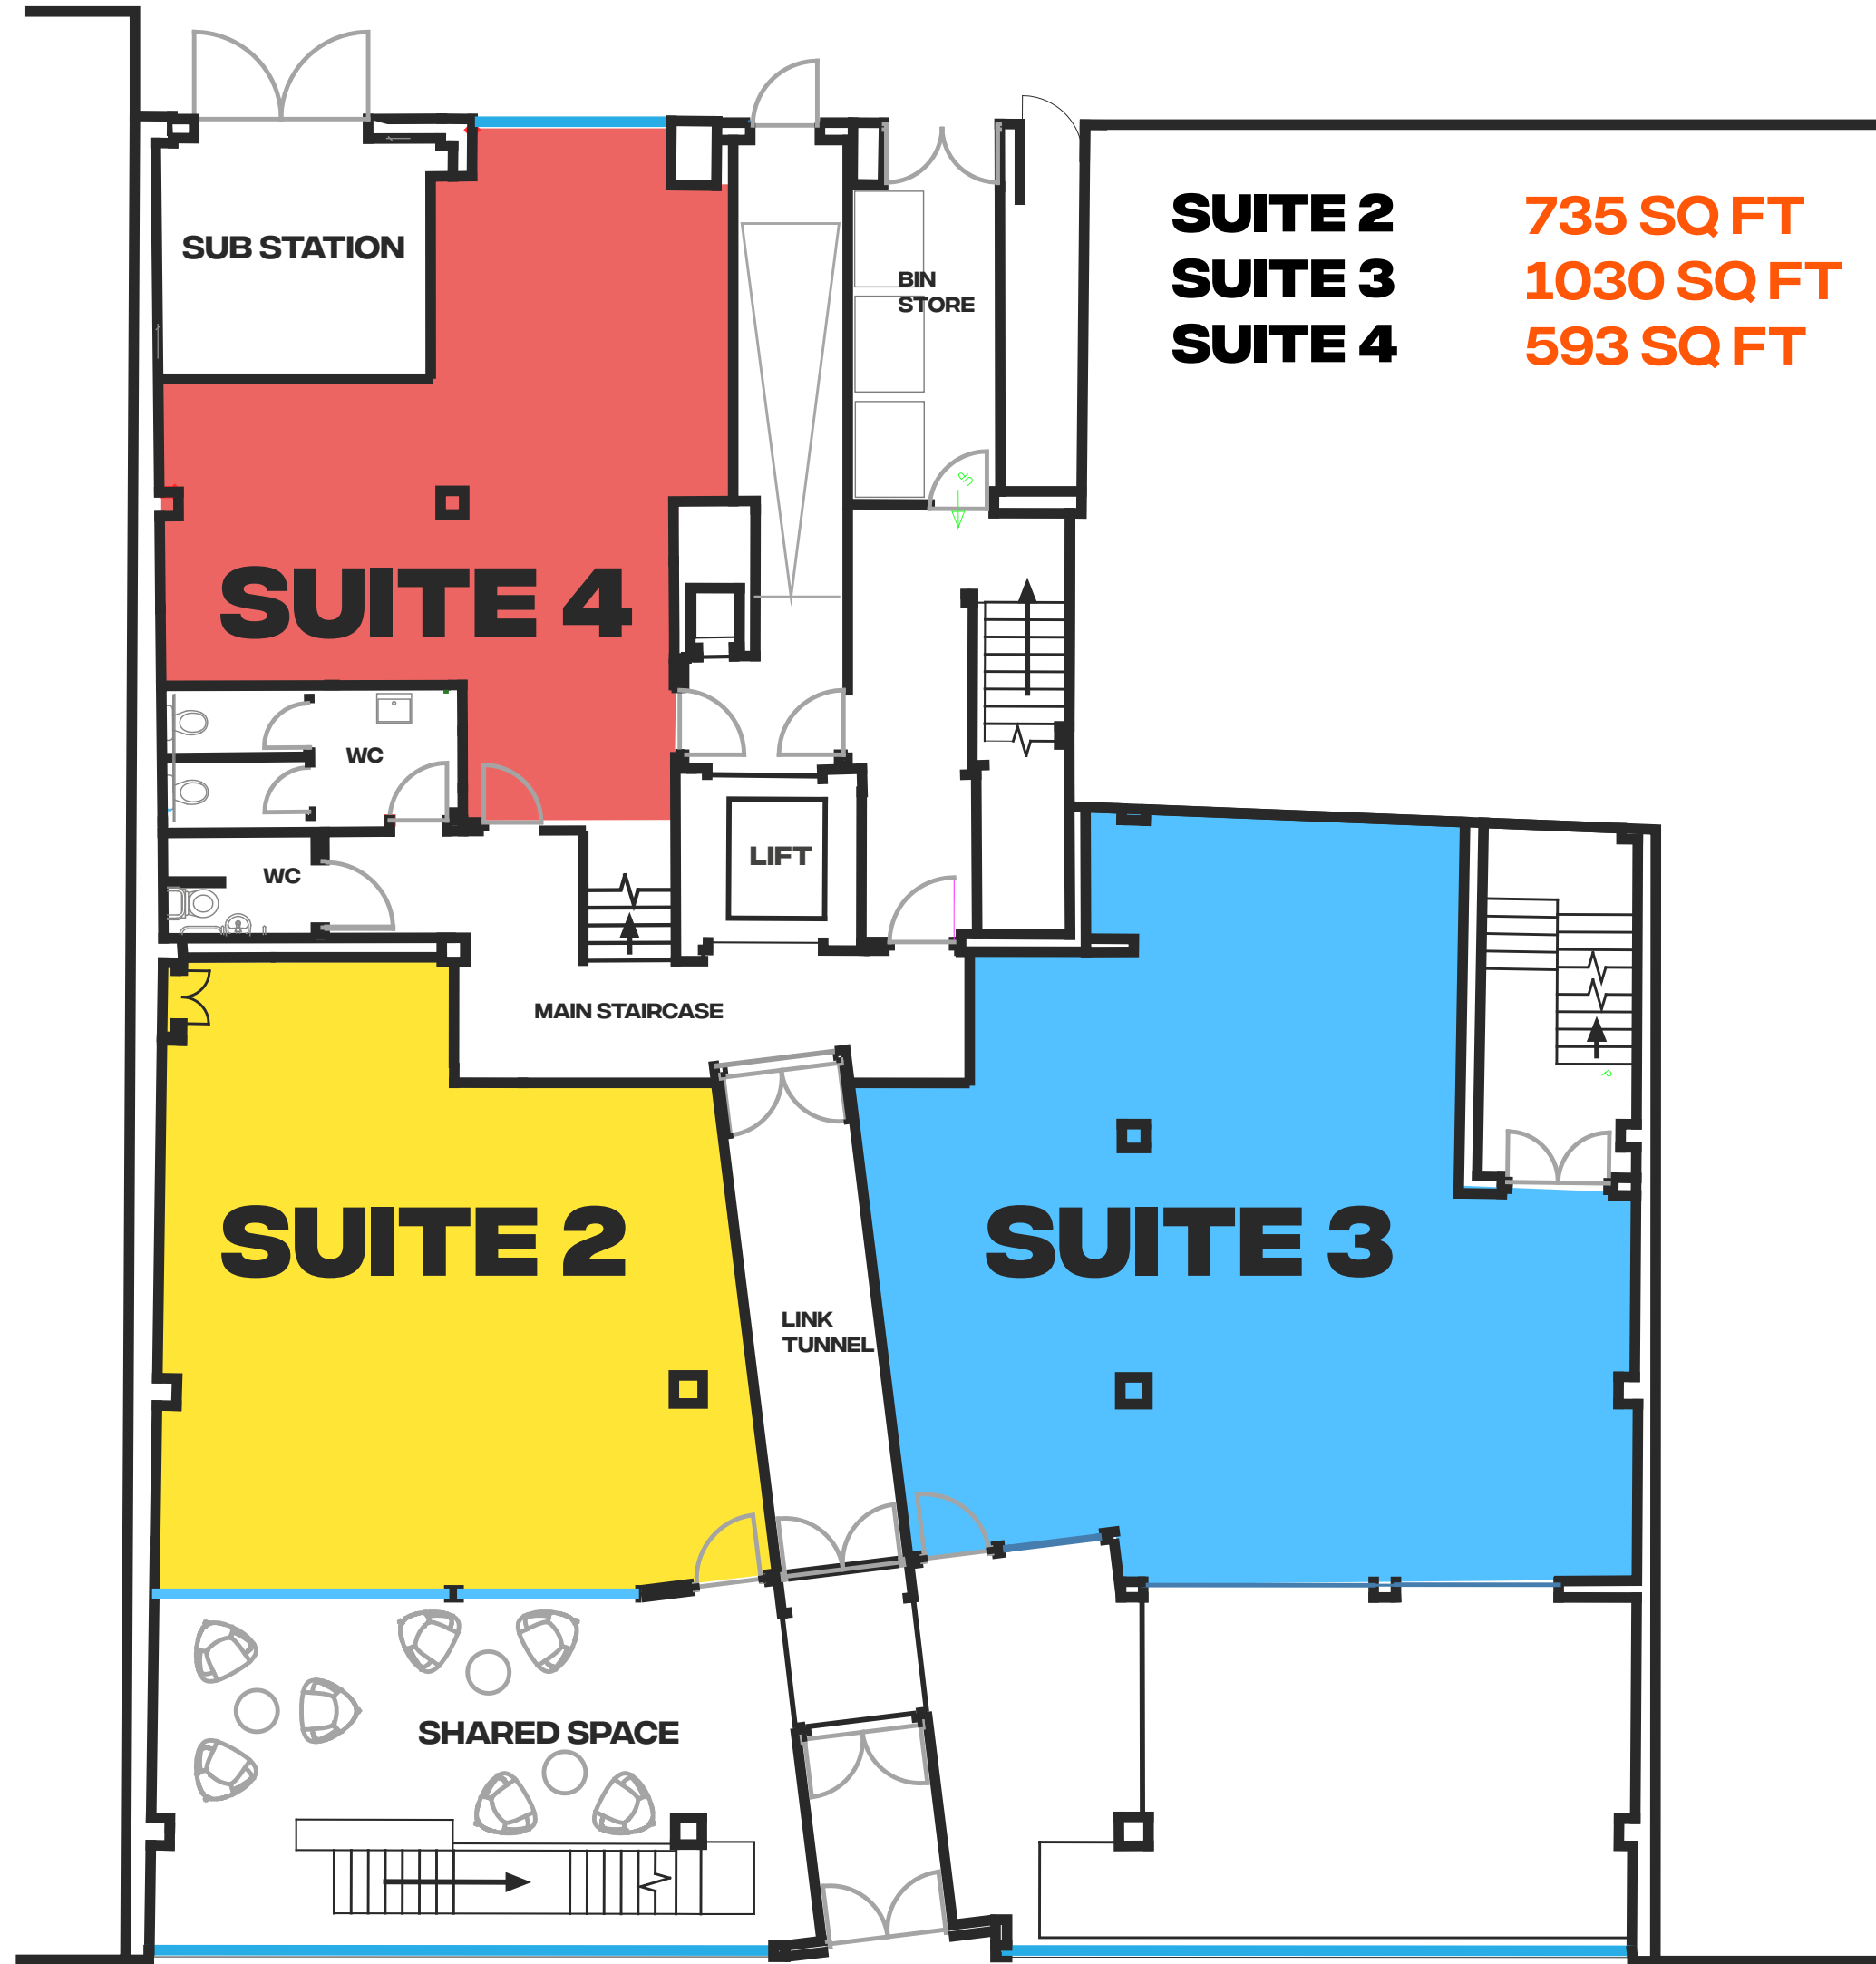 SUB STATION
BIN
STORE
SUITE 2 735 SQ FT
SUITE 3 1030 SQ FT
SUITE 4 593 SQ FT
UP
SUITE 4
WC
WC
LIFT
MAIN STAIRCASE
SUITE 2
SUITE 3
LINK
TUNNEL
SHARED SPACE